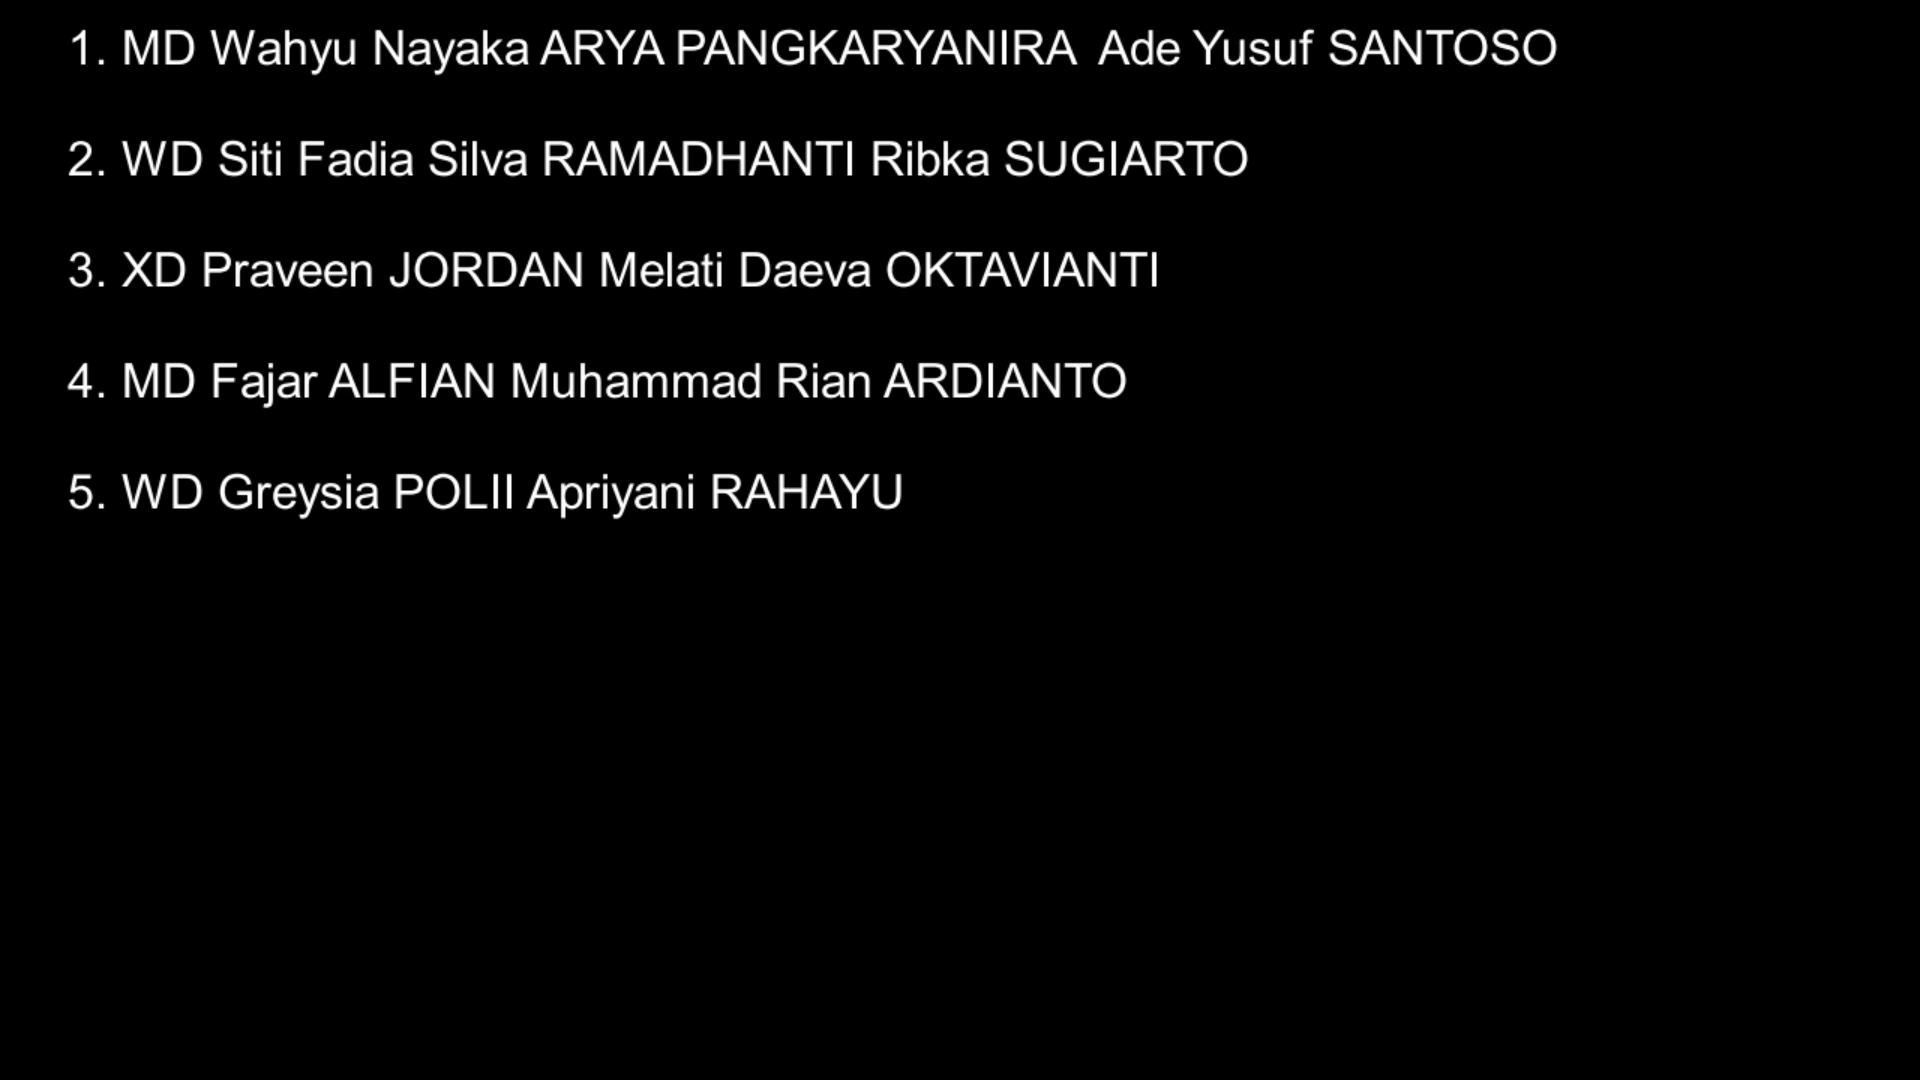 1. MD Wahyu Nayaka ARYA PANGKARYANIRA  Ade Yusuf SANTOSO
2. WD Siti Fadia Silva RAMADHANTI Ribka SUGIARTO
3. XD Praveen JORDAN Melati Daeva OKTAVIANTI
4. MD Fajar ALFIAN Muhammad Rian ARDIANTO
5. WD Greysia POLII Apriyani RAHAYU